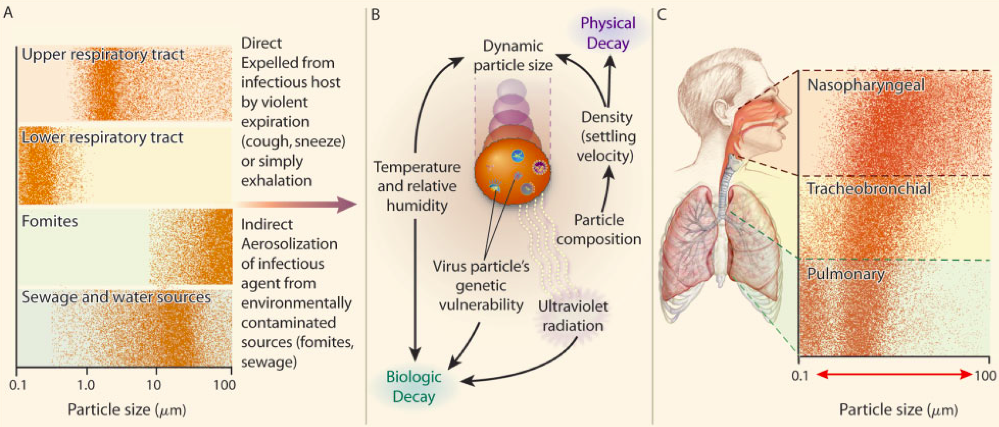 A
Upper respiratory tract
Lower respiratory tract
Fomites
Sewage and water sources
0.1
1.0
10
100
Particle size (μm)
Direct
Expelled from
infectious host
by violent
expiration
(cough, sneeze)
or simply
exhalation
Indirect
Aerosolization
of infectious
agent from
environmentally
contaminated
sources (fomites,
sewage)
B
Physical
Decay
Dynamic
particle size
Density
(settling
velocity)
Temperature
and relative
humidity
Particle
composition
Virus particle’s
genetic
vulnerability
Ultraviolet
radiation
Biologic
Decay
C
Nasopharyngeal
Tracheobronchial
Pulmonary
0.1
100
Particle size (μm)